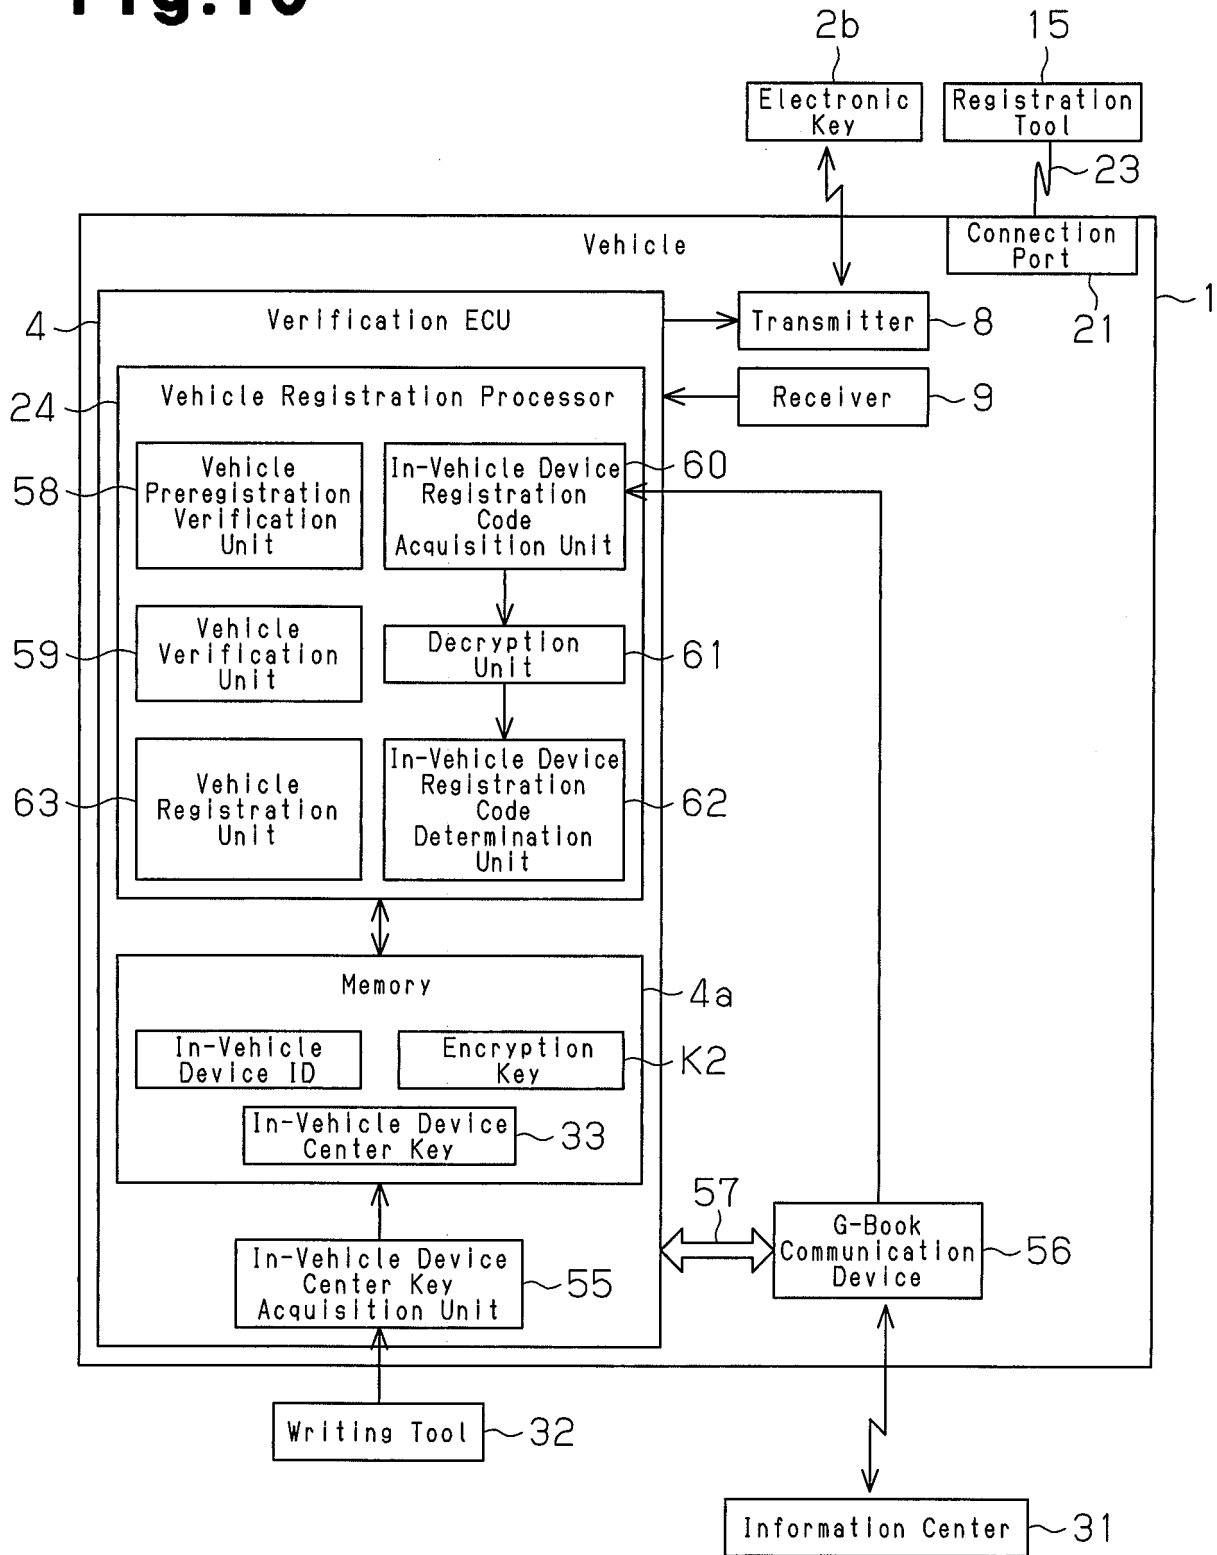 2b
15
Electronic
Key
Registration
Tool
23
Vehicle
Connection
Port
1
21
4
Verification ECU
Transmitter
8
24
Vehicle Registration Processor
Receiver
9
58
Vehicle
Preregistration
Verification
Unit
In-Vehicle Device
Registration
Code
Acquisition Unit
60
59
Vehicle
Verification
Unit
Decryption
Unit
61
63
Vehicle
Registration
Unit
In-Vehicle Device
Registration
Code
Determination
Unit
62
Memory
4a
In-Vehicle
Device ID
Encryption
Key
K2
In-Vehicle Device
Center Key
33
57
In-Vehicle Device
Center Key
Acquisition Unit
55
G-Book
Communication
Device
56
Writing Tool
32
Information Center
31